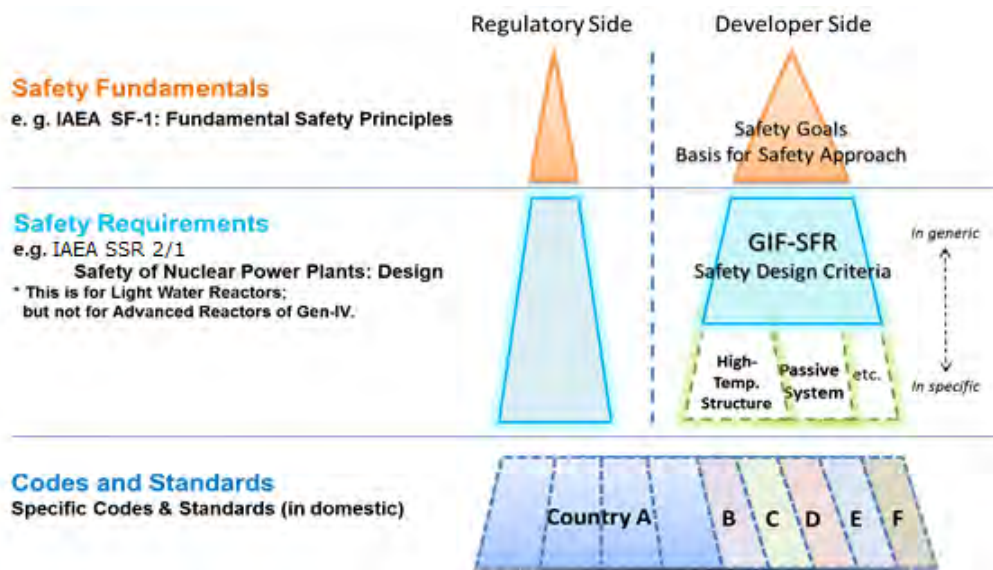 Regulatory Side
Developer Side
Safety Fundamentals
e. g. IAEA SF-1: Fundamental Safety Principles
Safety Goals
Basis for Safety Approach
Safety Requirements
e.g. IAEA SSR 2/1
Safety of Nuclear Power Plants: Design
* This is for Light Water Reactors;
but not for Advanced Reactors of Gen-IV.
GIF-SFR
Safety Design Criteria
In generic
In specific
High-
Temp.
Structure
Passive
System
etc.
Codes and Standards
Specific Codes & Standards (in domestic)
Country A
B
C
D
E
F